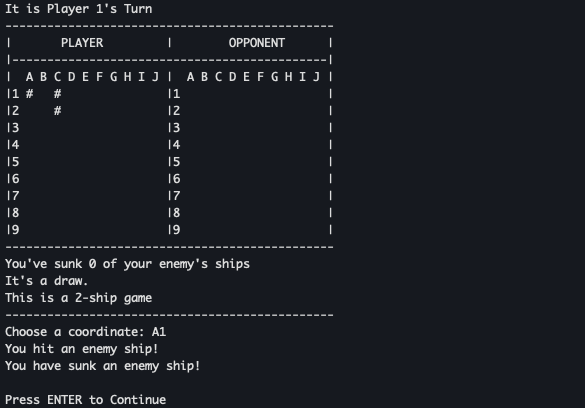 It is Player 1's Turn
-----------------------------------------------
|       PLAYER         |        OPPONENT      |
|---------------------------------------------|
|  A B C D E F G H I J |  A B C D E F G H I J |
|1 #   #               |1                     |
|2     #               |2                     |
|3                     |3                     |
|4                     |4                     |
|5                     |5                     |
|6                     |6                     |
|7                     |7                     |
|8                     |8                     |
|9                     |9                     |
-----------------------------------------------
You've sunk 0 of your enemy's ships
It's a draw.
This is a 2-ship game
-----------------------------------------------
Choose a coordinate: A1
You hit an enemy ship!
You have sunk an enemy ship!
Press ENTER to Continue